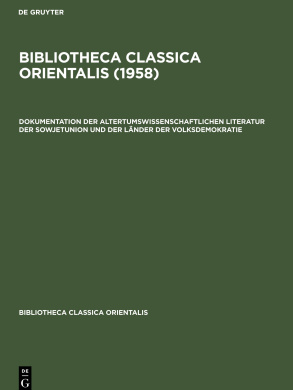 DE GRUYTER
BIBLIOTHECA CLASSICA
ORIENTALIS (1958)
DOKUMENTATION DER ALTERTUMSWISSENSCHAFTLICHEN LITERATUR
DER SOWJETUNION UND DER LÄNDER DER VOLKSDEMOKRATIE
BIBLIOTHECA CLASSICA ORIENTALIS
DE
G